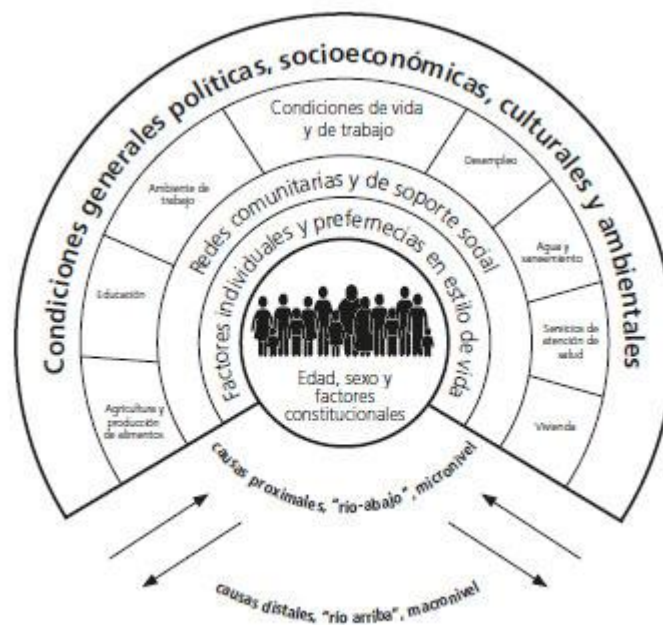 Condiciones generales políticas, socioeconómicas, culturales y ambientales
Condiciones de vida
y de trabajo
Ambiente de
trabajo
Desempleo
Educación
Agua y
saneamiento
Servicios de
atención de
salud
Agricultura y
producción
de alimentos
Vivienda
Redes comunitarias y de soporte social
Factores individuales y prefernecias en estilo de vida
Edad, sexo y
factores
constitucionales
causas proximales, "río-abajo", micronivel
causas distales, "río arriba", macronivel